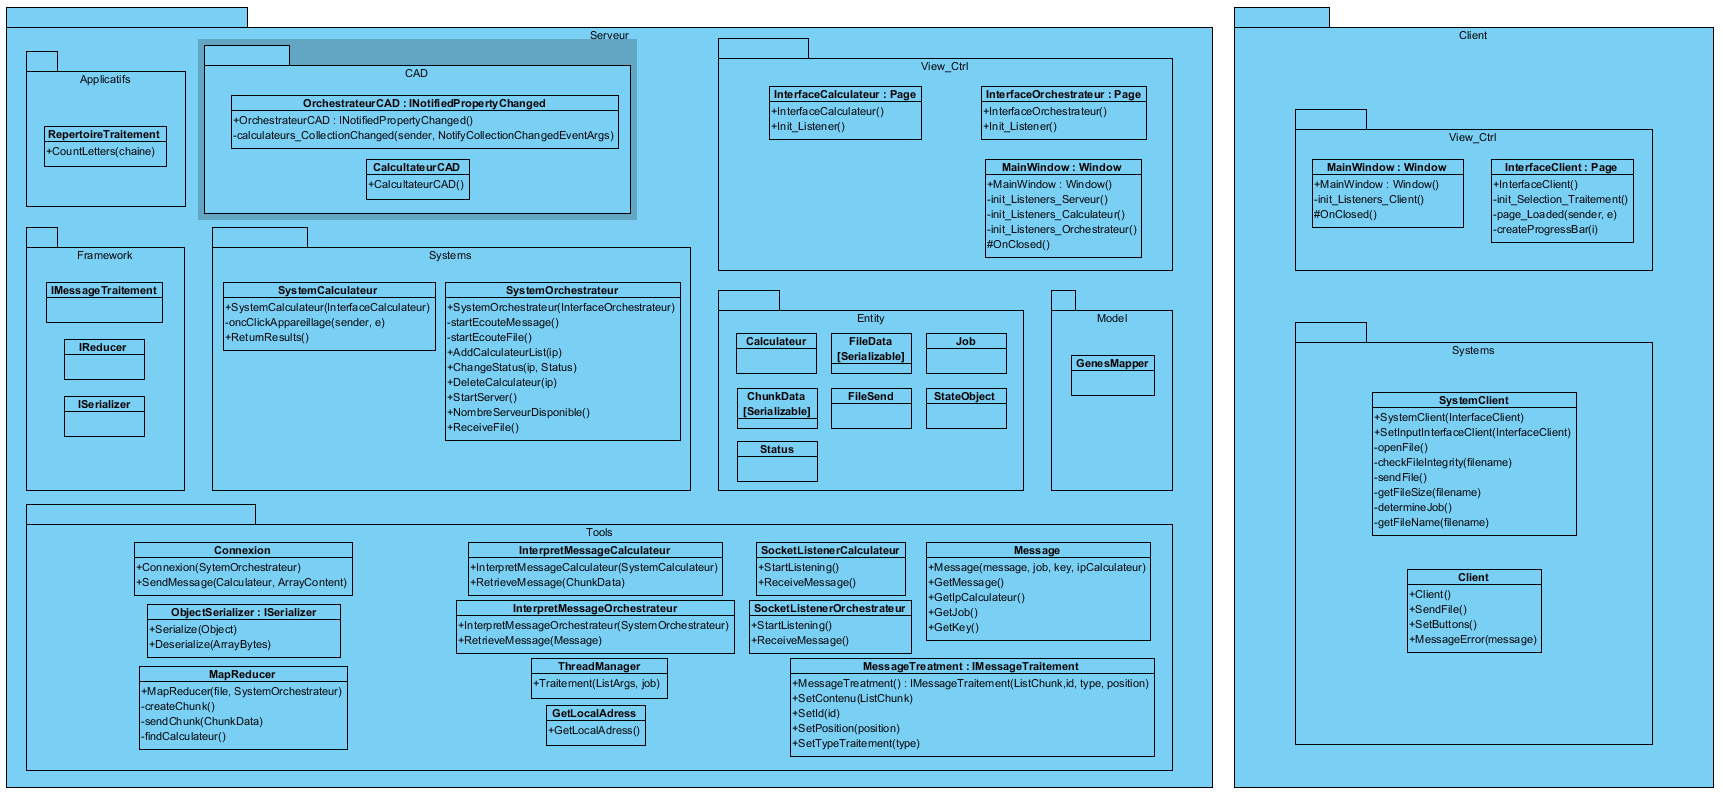 Serveur
Applicatifs
RepertoireTraitement
+CountLetters(chaine)
CAD
OrchestrateurCAD : INotifiedPropertyChanged
+OrchestrateurCAD : INotifiedPropertyChanged()
-calculateurs_CollectionChanged(sender, NotifyCollectionChangedEventArgs)
CalcultateurCAD
+CalcultateurCAD()
View_Ctrl
InterfaceCalculateur : Page
+InterfaceCalculateur()
+Init_Listener()
InterfaceOrchestrateur : Page
+InterfaceOrchestrateur()
+Init_Listener()
MainWindow : Window
+MainWindow : Window()
-init_Listeners_Serveur()
-init_Listeners_Calculateur()
-init_Listeners_Orchestrateur()
#OnClosed()
Framework
IMessageTraitement
IReducer
ISerializer
Systems
SystemCalculateur
+SystemCalculateur(InterfaceCalculateur)
-oncClickAppareillage(sender, e)
+ReturnResults()
SystemOrchestrateur
+SystemOrchestrateur(InterfaceOrchestrateur)
-startEcouteMessage()
-startEcouteFile()
+AddCalculateurList(ip)
+ChangeStatus(ip, Status)
+DeleteCalculateur(ip)
+StartServer()
+NombreServeurDisponible()
+ReceiveFile()
Entity
Calculateur
FileData
[Serializable]
Job
ChunkData
[Serializable]
FileSend
StateObject
Status
Model
GenesMapper
Tools
Connexion
+Connexion(SytemOrchestrateur)
+SendMessage(Calculateur, ArrayContent)
ObjectSerializer : ISerializer
+Serialize(Object)
+Deserialize(ArrayBytes)
MapReducer
+MapReducer(file, SystemOrchestrateur)
-createChunk()
-sendChunk(ChunkData)
-findCalculateur()
InterpretMessageCalculateur
+InterpretMessageCalculateur(SystemCalculateur)
+RetrieveMessage(ChunkData)
InterpretMessageOrchestrateur
+InterpretMessageOrchestrateur(SystemOrchestrateur)
+RetrieveMessage(Message)
ThreadManager
+Traitement(ListArgs, job)
GetLocalAdress
+GetLocalAdress()
SocketListenerCalculateur
+StartListening()
+ReceiveMessage()
SocketListenerOrchestrateur
+StartListening()
+ReceiveMessage()
Message
+Message(message, job, key, ipCalculateur)
+GetMessage()
+GetIpCalculateur()
+GetJob()
+GetKey()
MessageTreatment : IMessageTraitement
+MessageTreatment() : IMessageTraitement(ListChunk,id, type, position)
+SetContenu(ListChunk)
+SetId(id)
+SetPosition(position)
+SetTypeTraitement(type)
Client
View_Ctrl
MainWindow : Window
+MainWindow : Window()
-init_Listeners_Client()
#OnClosed()
InterfaceClient : Page
+InterfaceClient()
-init_Selection_Traitement()
-page_Loaded(sender, e)
-createProgressBar(i)
Systems
SystemClient
+SystemClient(InterfaceClient)
+SetInputInterfaceClient(InterfaceClient)
-openFile()
-checkFileIntegrity(filename)
-sendFile()
-getFileSize(filename)
-determineJob()
-getFileName(filename)
Client
+Client()
+SendFile()
+SetButtons()
+MessageError(message)